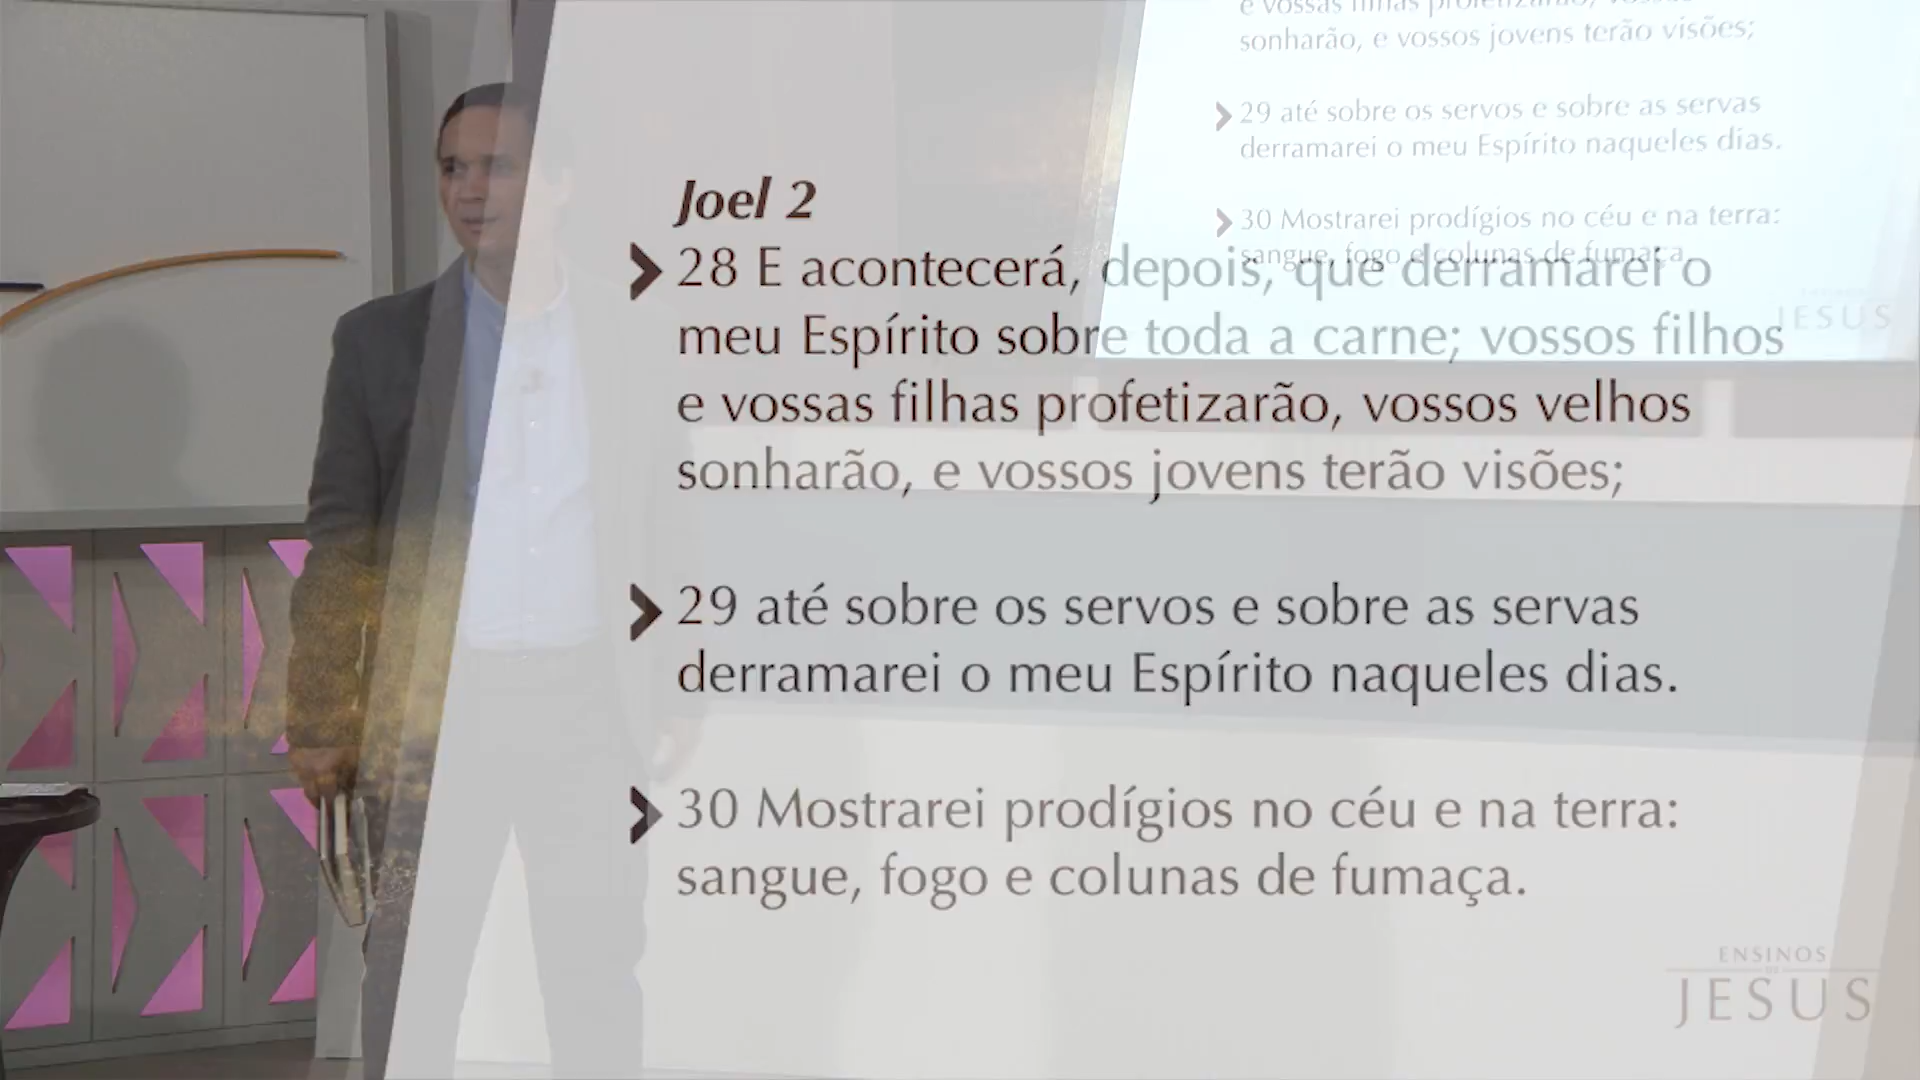 Joel 2
28 E acontecerá, depois, que derramarei o
meu Espírito sobre toda a carne; vossos filhos
e vossas filhas profetizarão, vossos velhos
sonharão, e vossos jovens terão visões;
29 até sobre os servos e sobre as servas
derramarei o meu Espírito naqueles dias.
30 Mostrarei prodígios no céu e na terra:
sangue, fogo e colunas de fumaça.
ENSINOS
DE
JESUS
e vossas filhas profetizarão,
sonharão, e vossos jovens terão visões;
29 até sobre os servos e sobre as servas
derramarei o meu Espírito naqueles dias.
30 Mostrarei prodígios no céu e na terra:
sangue, fogo e colunas de fumaça.
JESUS